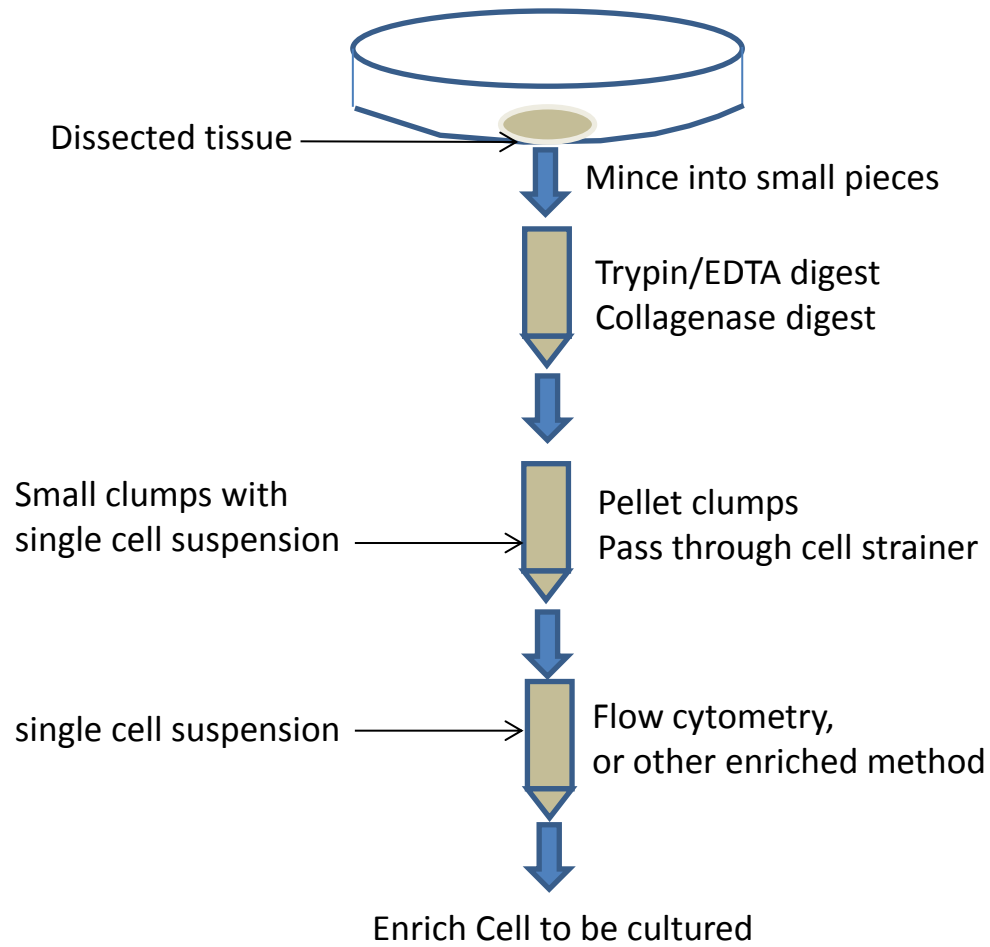 Dissected tissue
Mince into small pieces
Trypin/EDTA digest
Collagenase digest
Small clumps with
single cell suspension
Pellet clumps
Pass through cell strainer
single cell suspension
Flow cytometry,
or other enriched method
Enrich Cell to be cultured